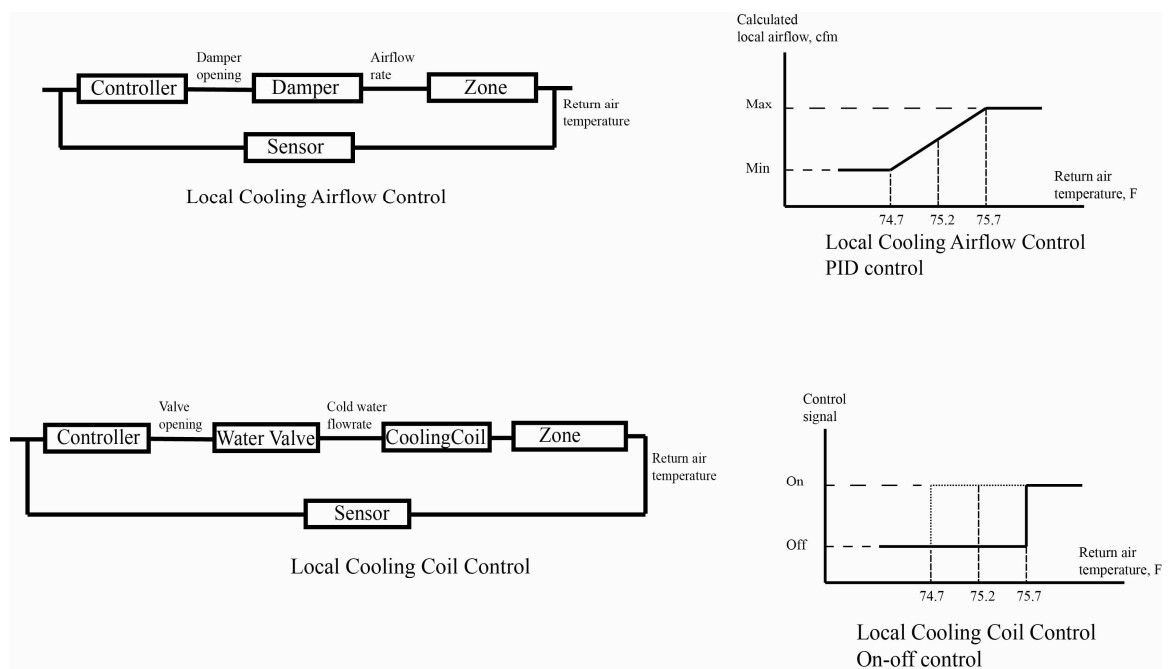 Controller
Damper
opening
Damper
Airflow
rate
Zone
Return air
temperature
Sensor
Local Cooling Airflow Control
Calculated
local airflow, cfm
Max
Min
Return air
temperature, F
74.7
75.2
75.7
Local Cooling Airflow Control
PID control
Controller
Valve
opening
Water Valve
Cold water
flowrate
CoolingCoil
Zone
Return air
temperature
Sensor
Local Cooling Coil Control
Control
signal
On
Off
Return air
temperature, F
74.7
75.2
75.7
Local Cooling Coil Control
On-off control